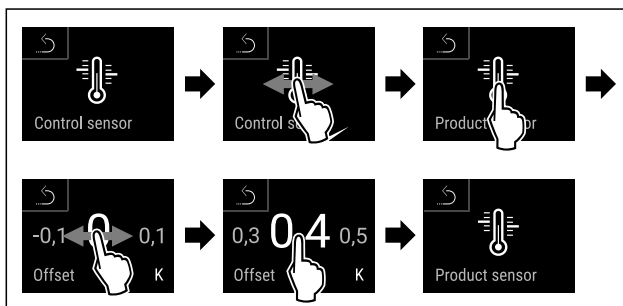 Control sensor
Control
Product
-0,1 0 0,1
Offset K
0,3 0,4 0,5
Offset K
Product sensor